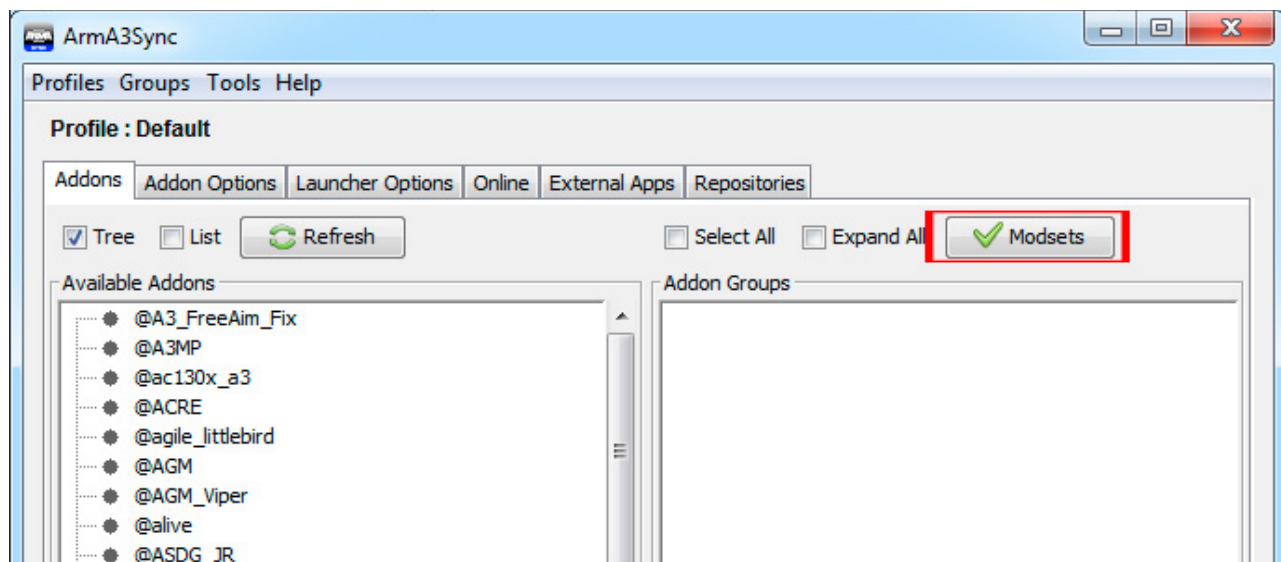 ArmA3Sync
Profiles Groups Tools Help
Profile : Default
Addons Addon Options Launcher Options Online External Apps Repositories
Tree List Refresh Select All Expand All Modsets
Available Addons Addon Groups
@A3_FreeAim_Fix
@A3MP
@ac130x_a3
@ACRE
@agile_littlebird
@AGM
@AGM_Viper
@alive
@ASDG_JR